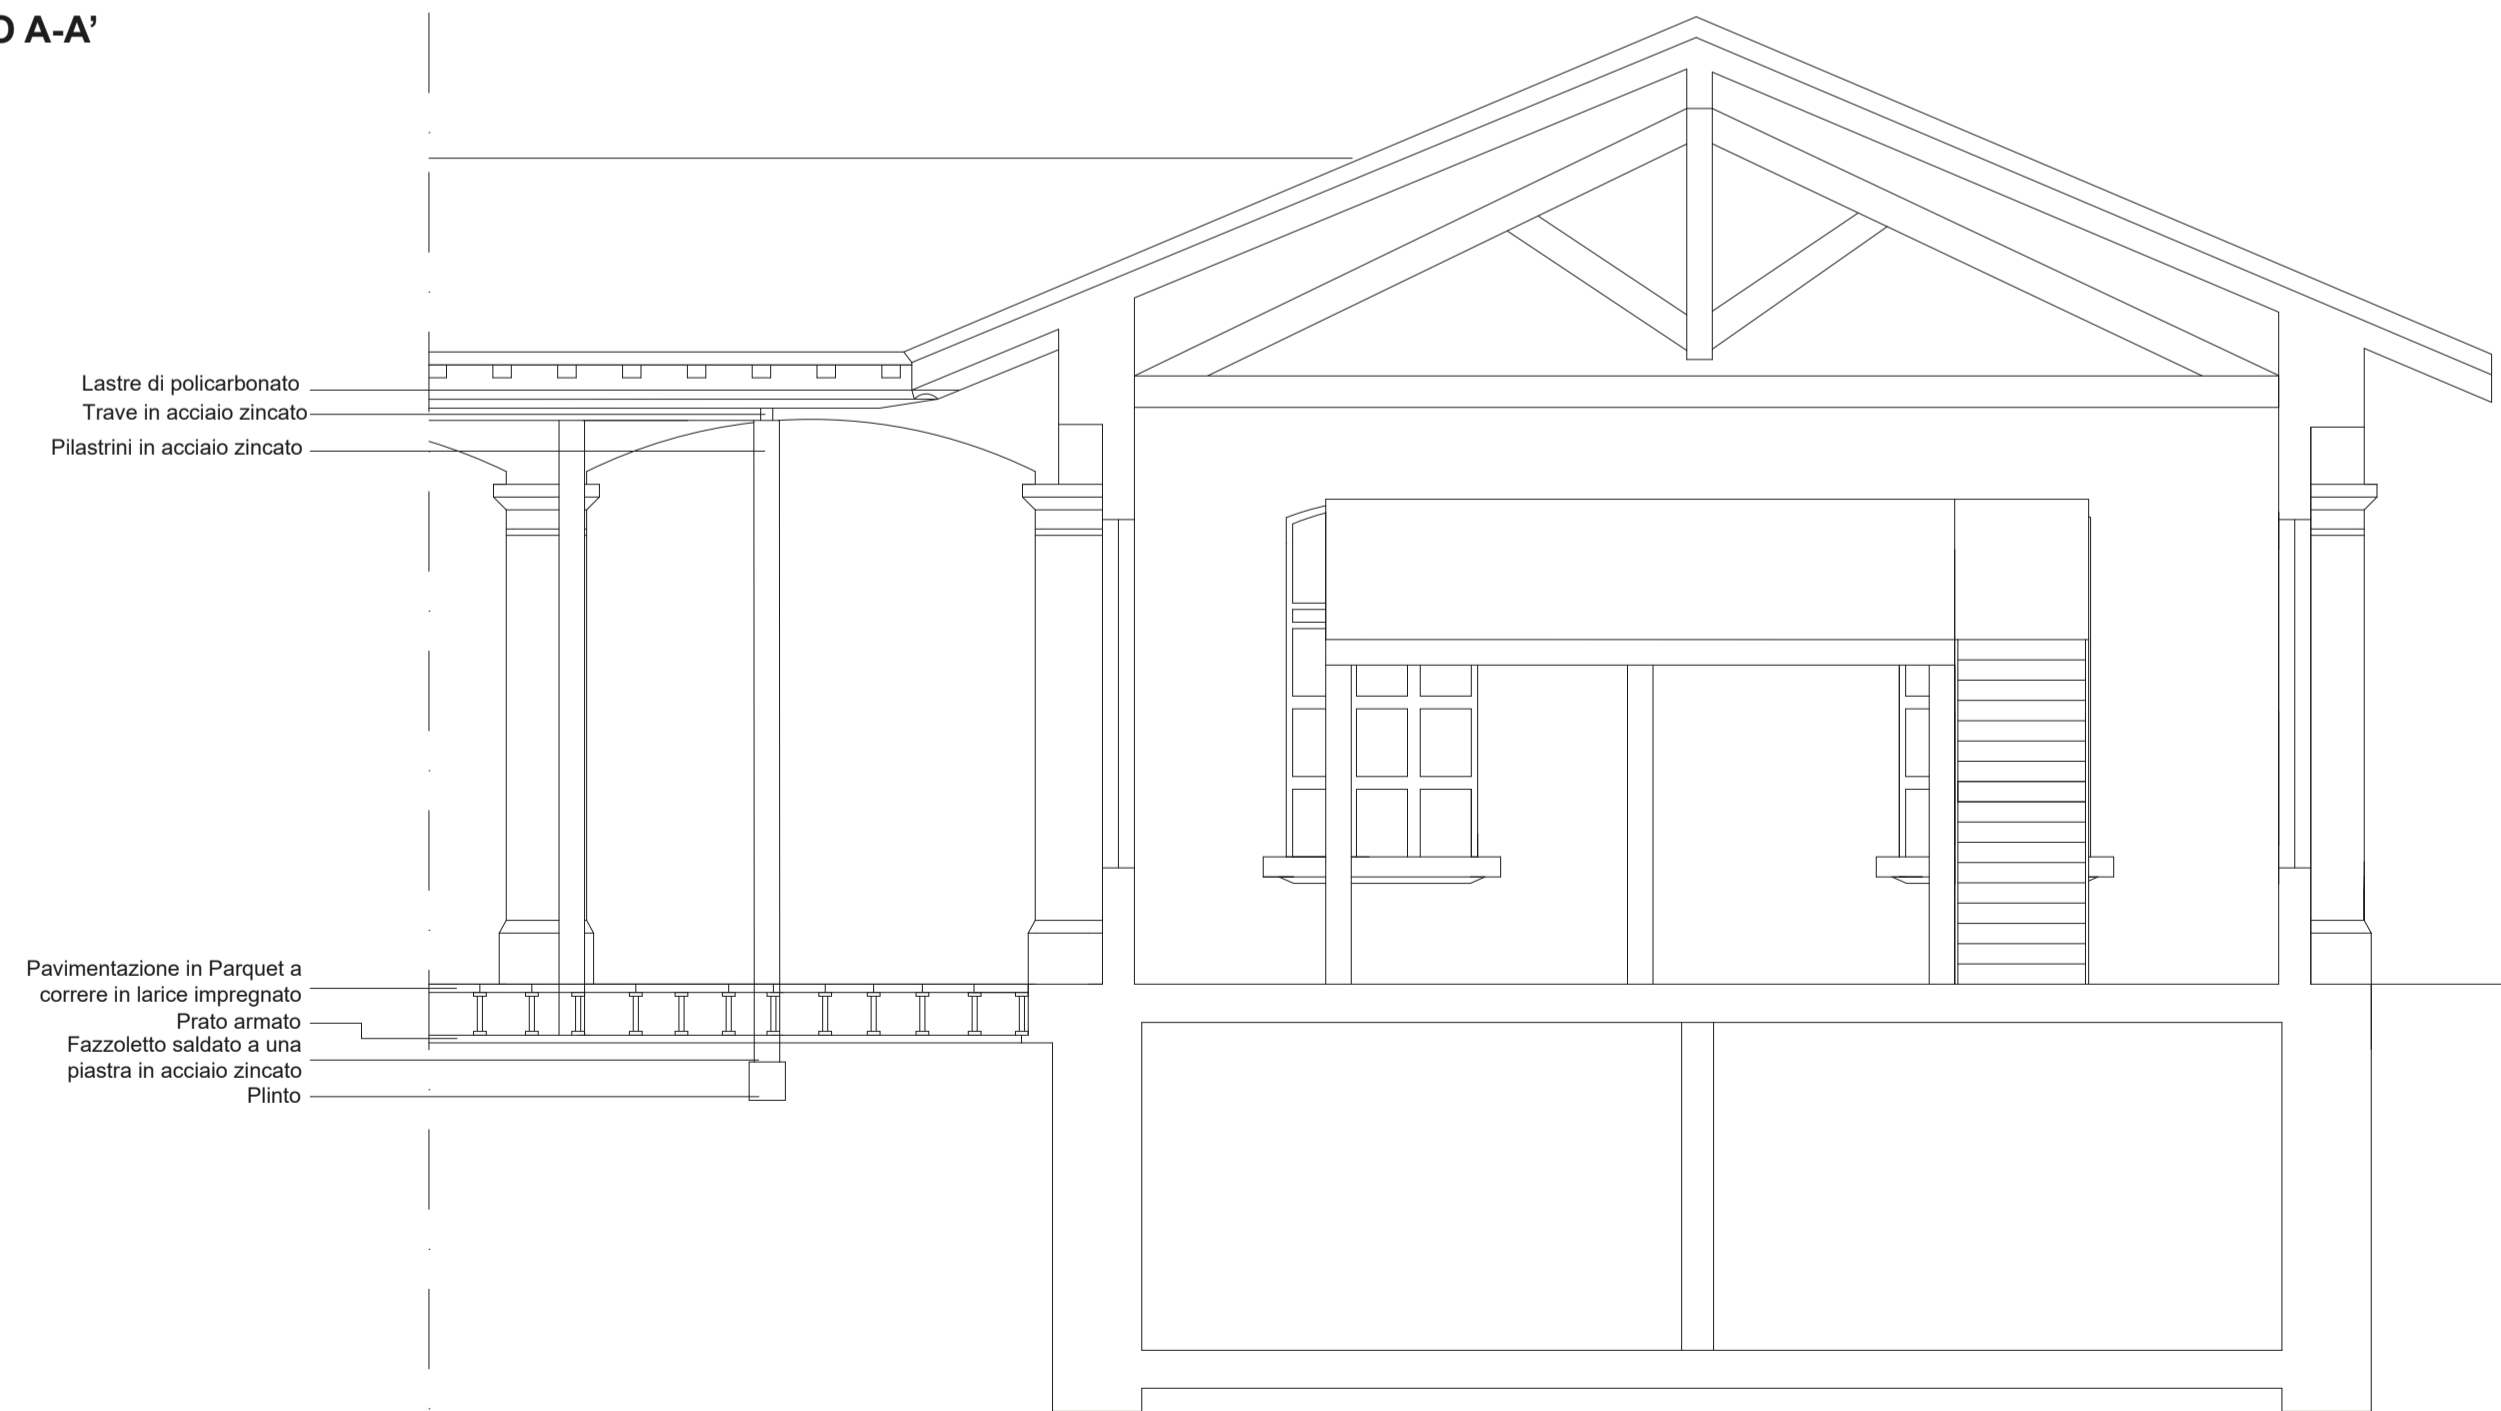 A-A’
Lastre di policarbonato
Trave in acciaio zincato
Pilastrini in acciaio zincato
Pavimentazione in Parquet a
correre in larice impregnato
Prato armato
Fazzoletto saldato a una
piastra in acciaio zincato
Plinto